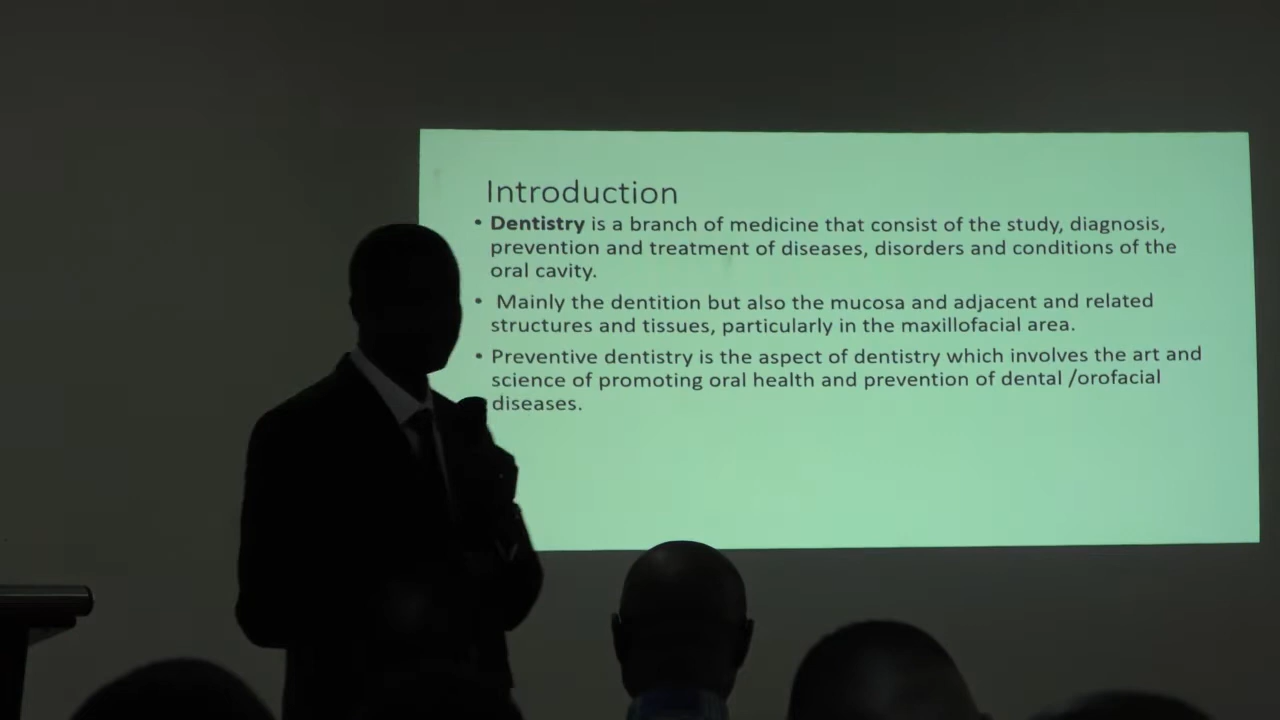 Introduction
• Dentistry is a branch of medicine that consist of the study, diagnosis,
prevention and treatment of diseases, disorders and conditions of the
oral cavity.
• Mainly the dentition but also the mucosa and adjacent and related
structures and tissues, particularly in the maxillofacial area.
• Preventive dentistry is the aspect of dentistry which involves the art and
science of promoting oral health and prevention of dental /orofacial
diseases.